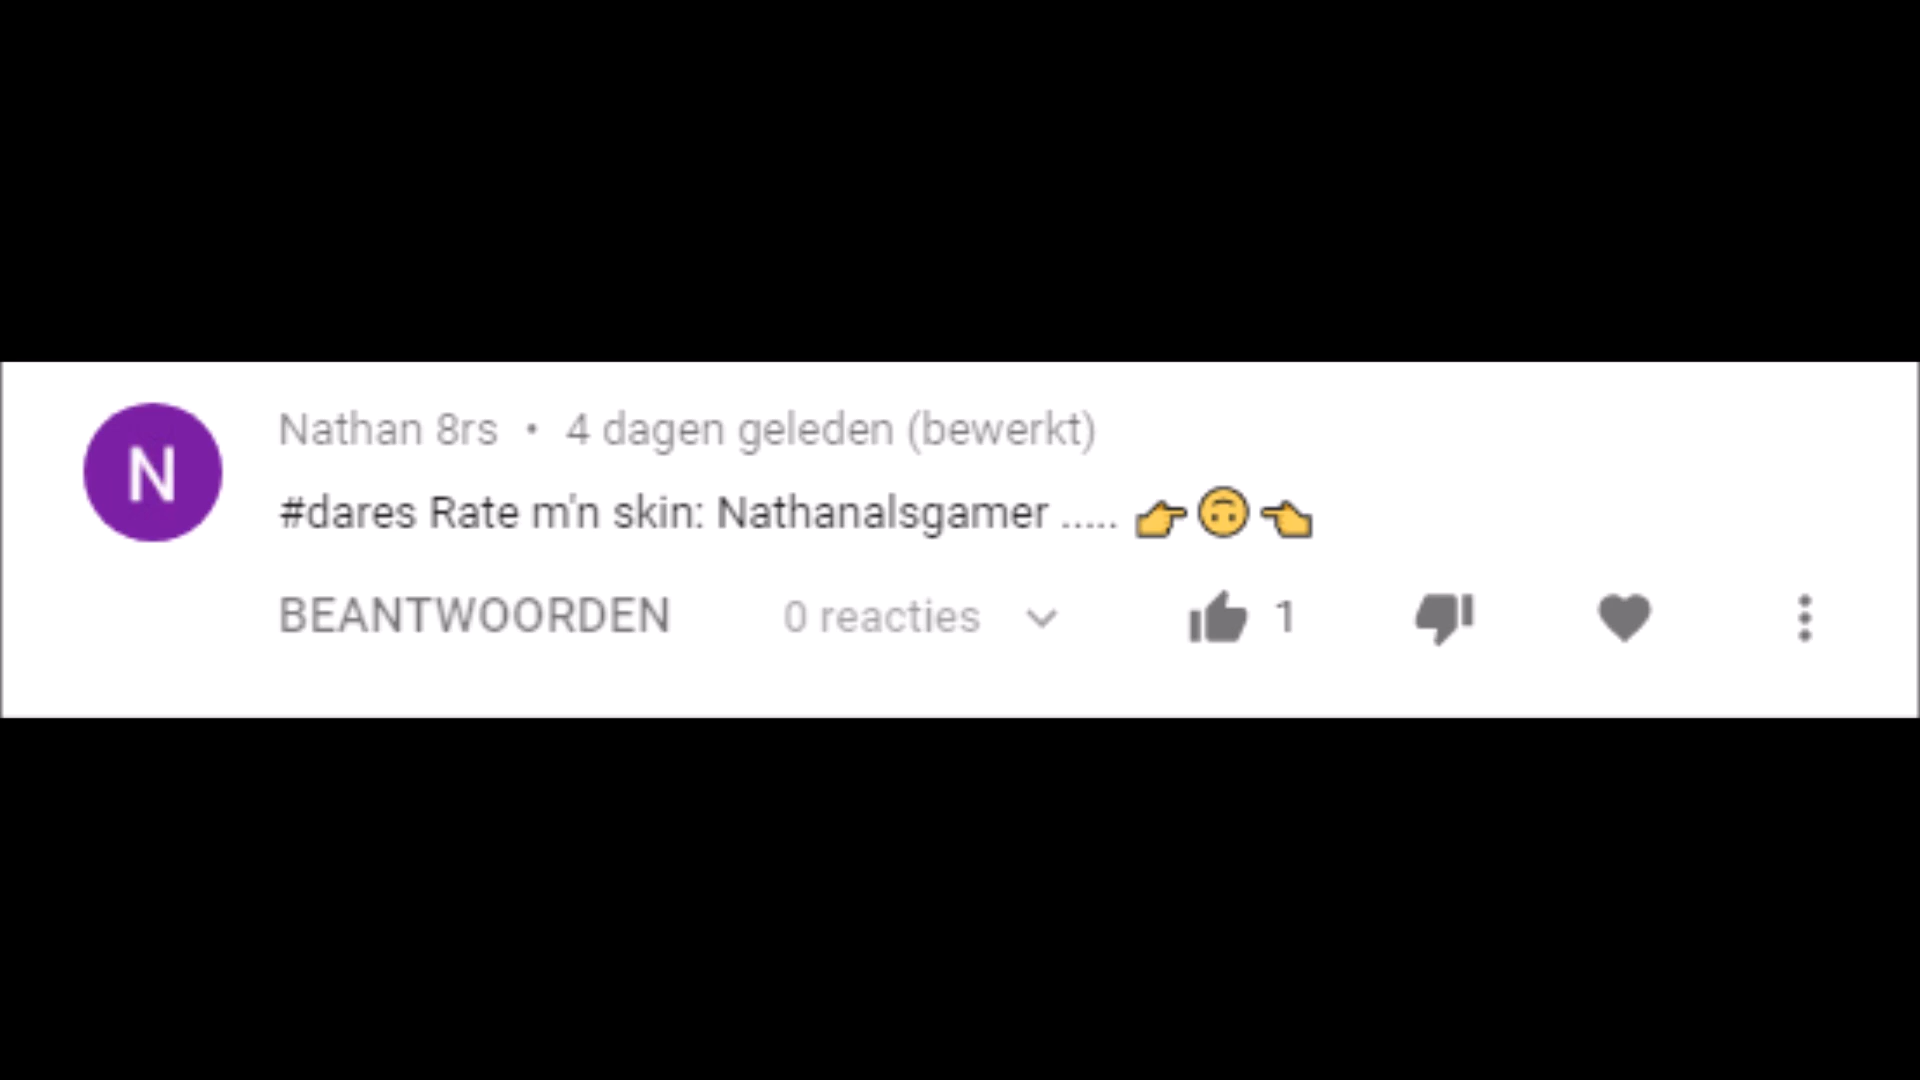 N
Nathan 8rs • 4 dagen geleden (bewerkt)
#dares Rate m'n skin: Nathanalsgamer ..... 👉🙃👈
BEANTWOORDEN 0 reacties 1